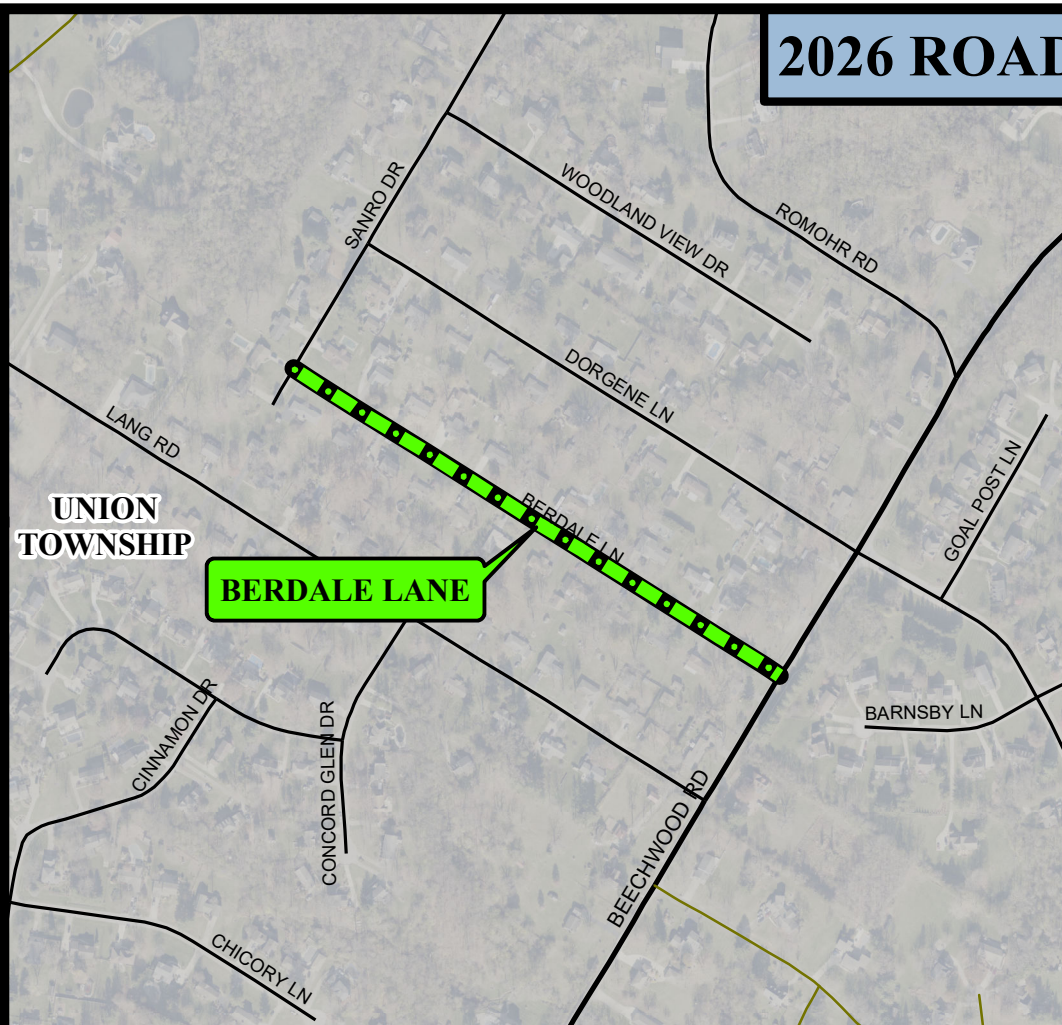 2026 ROAD
WOODLAND VIEW DR
ROMOHR RD
SANRO DR
DORGENE LN
LANG RD
GOAL POST LN
BERDALE LN
UNION
TOWNSHIP
BERDALE LANE
BARNSBY LN
CINNAMON DR
CONCORD GLEN DR
BEECHWOOD RD
CHICORY LN